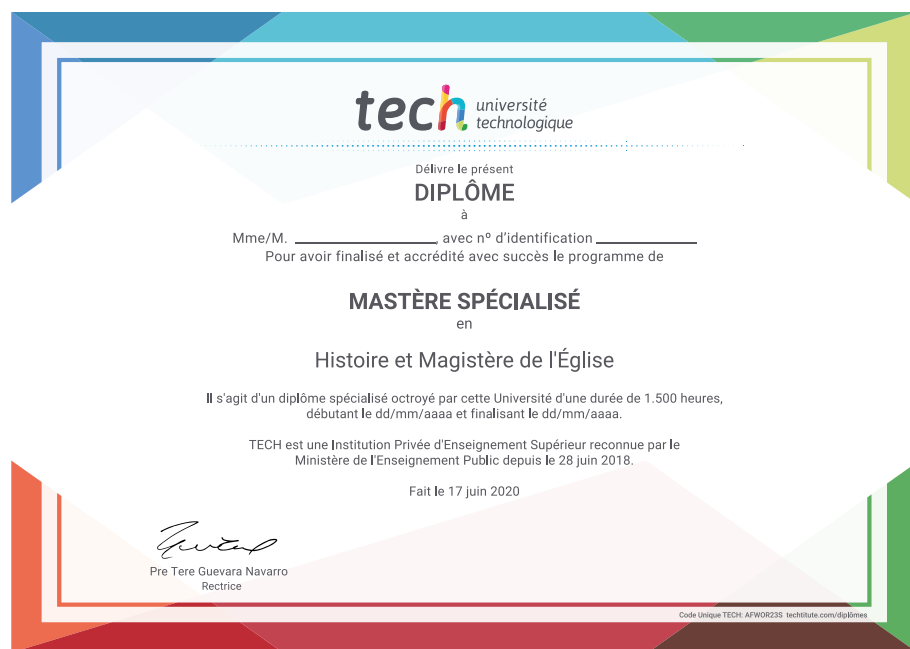 tech université
technologique
Délivre le présent
DIPLÔME
à
Mme/M. ____________________, avec nº d'identification ______________
Pour avoir finalisé et accrédité avec succès le programme de
MASTÈRE SPÉCIALISÉ
en
Histoire et Magistère de l'Église
Il s'agit d'un diplôme spécialisé octroyé par cette Université d'une durée de 1.500 heures,
débutant le dd/mm/aaaa et finalisant le dd/mm/aaaa.
TECH est une Institution Privée d'Enseignement Supérieur reconnue par le
Ministère de l'Enseignement Public depuis le 28 juin 2018.
Fait le 17 juin 2020
Pre Tere Guevara Navarro
Rectrice
Code Unique TECH: AFWOR23S techtitute.com/diplômes